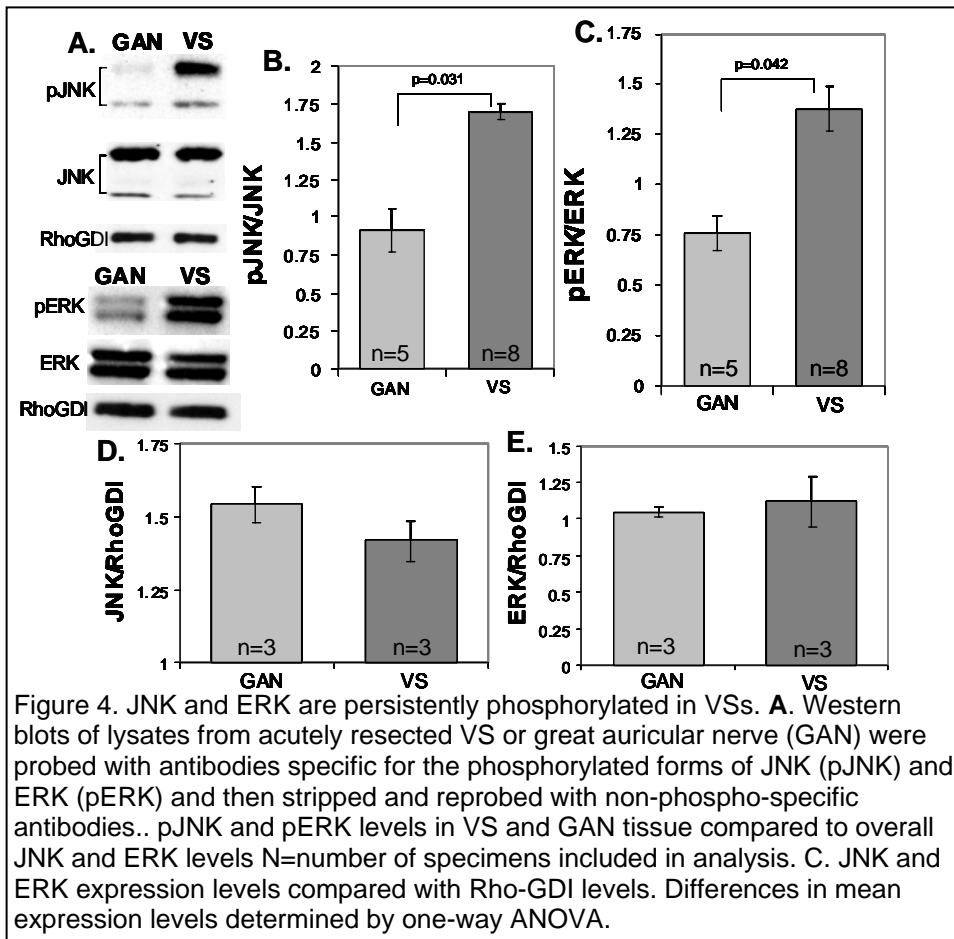 A.
GAN VS
pJNK
JNK
RhoGDI
GAN VS
pERK
ERK
RhoGDI
B.
pJNK/JNK
2
1.75
1.5
1.25
1
0.75
0.5
0.25
0
p=0.031
n=5
n=8
GAN
VS
C.
pERK/ERK
1.75
1.5
1.25
1
0.75
0.5
0.25
0
p=0.042
n=5
n=8
GAN
VS
D.
JNK/RhoGDI
1.75
1.5
1.25
1
n=3
n=3
GAN
VS
E.
ERK/RhoGDI
1.5
1.25
1
0.75
0.5
0.25
0
n=3
n=3
GAN
VS
Figure 4. JNK and ERK are persistently phosphorylated in VSs. A. Western
blots of lysates from acutely resected VS or great auricular nerve (GAN) were
probed with antibodies specific for the phosphorylated forms of JNK (pJNK) and
ERK (pERK) and then stripped and reprobed with non-phospho-specific
antibodies.. pJNK and pERK levels in VS and GAN tissue compared to overall
JNK and ERK levels N=number of specimens included in analysis. C. JNK and
ERK expression levels compared with Rho-GDI levels. Differences in mean
expression levels determined by one-way ANOVA.